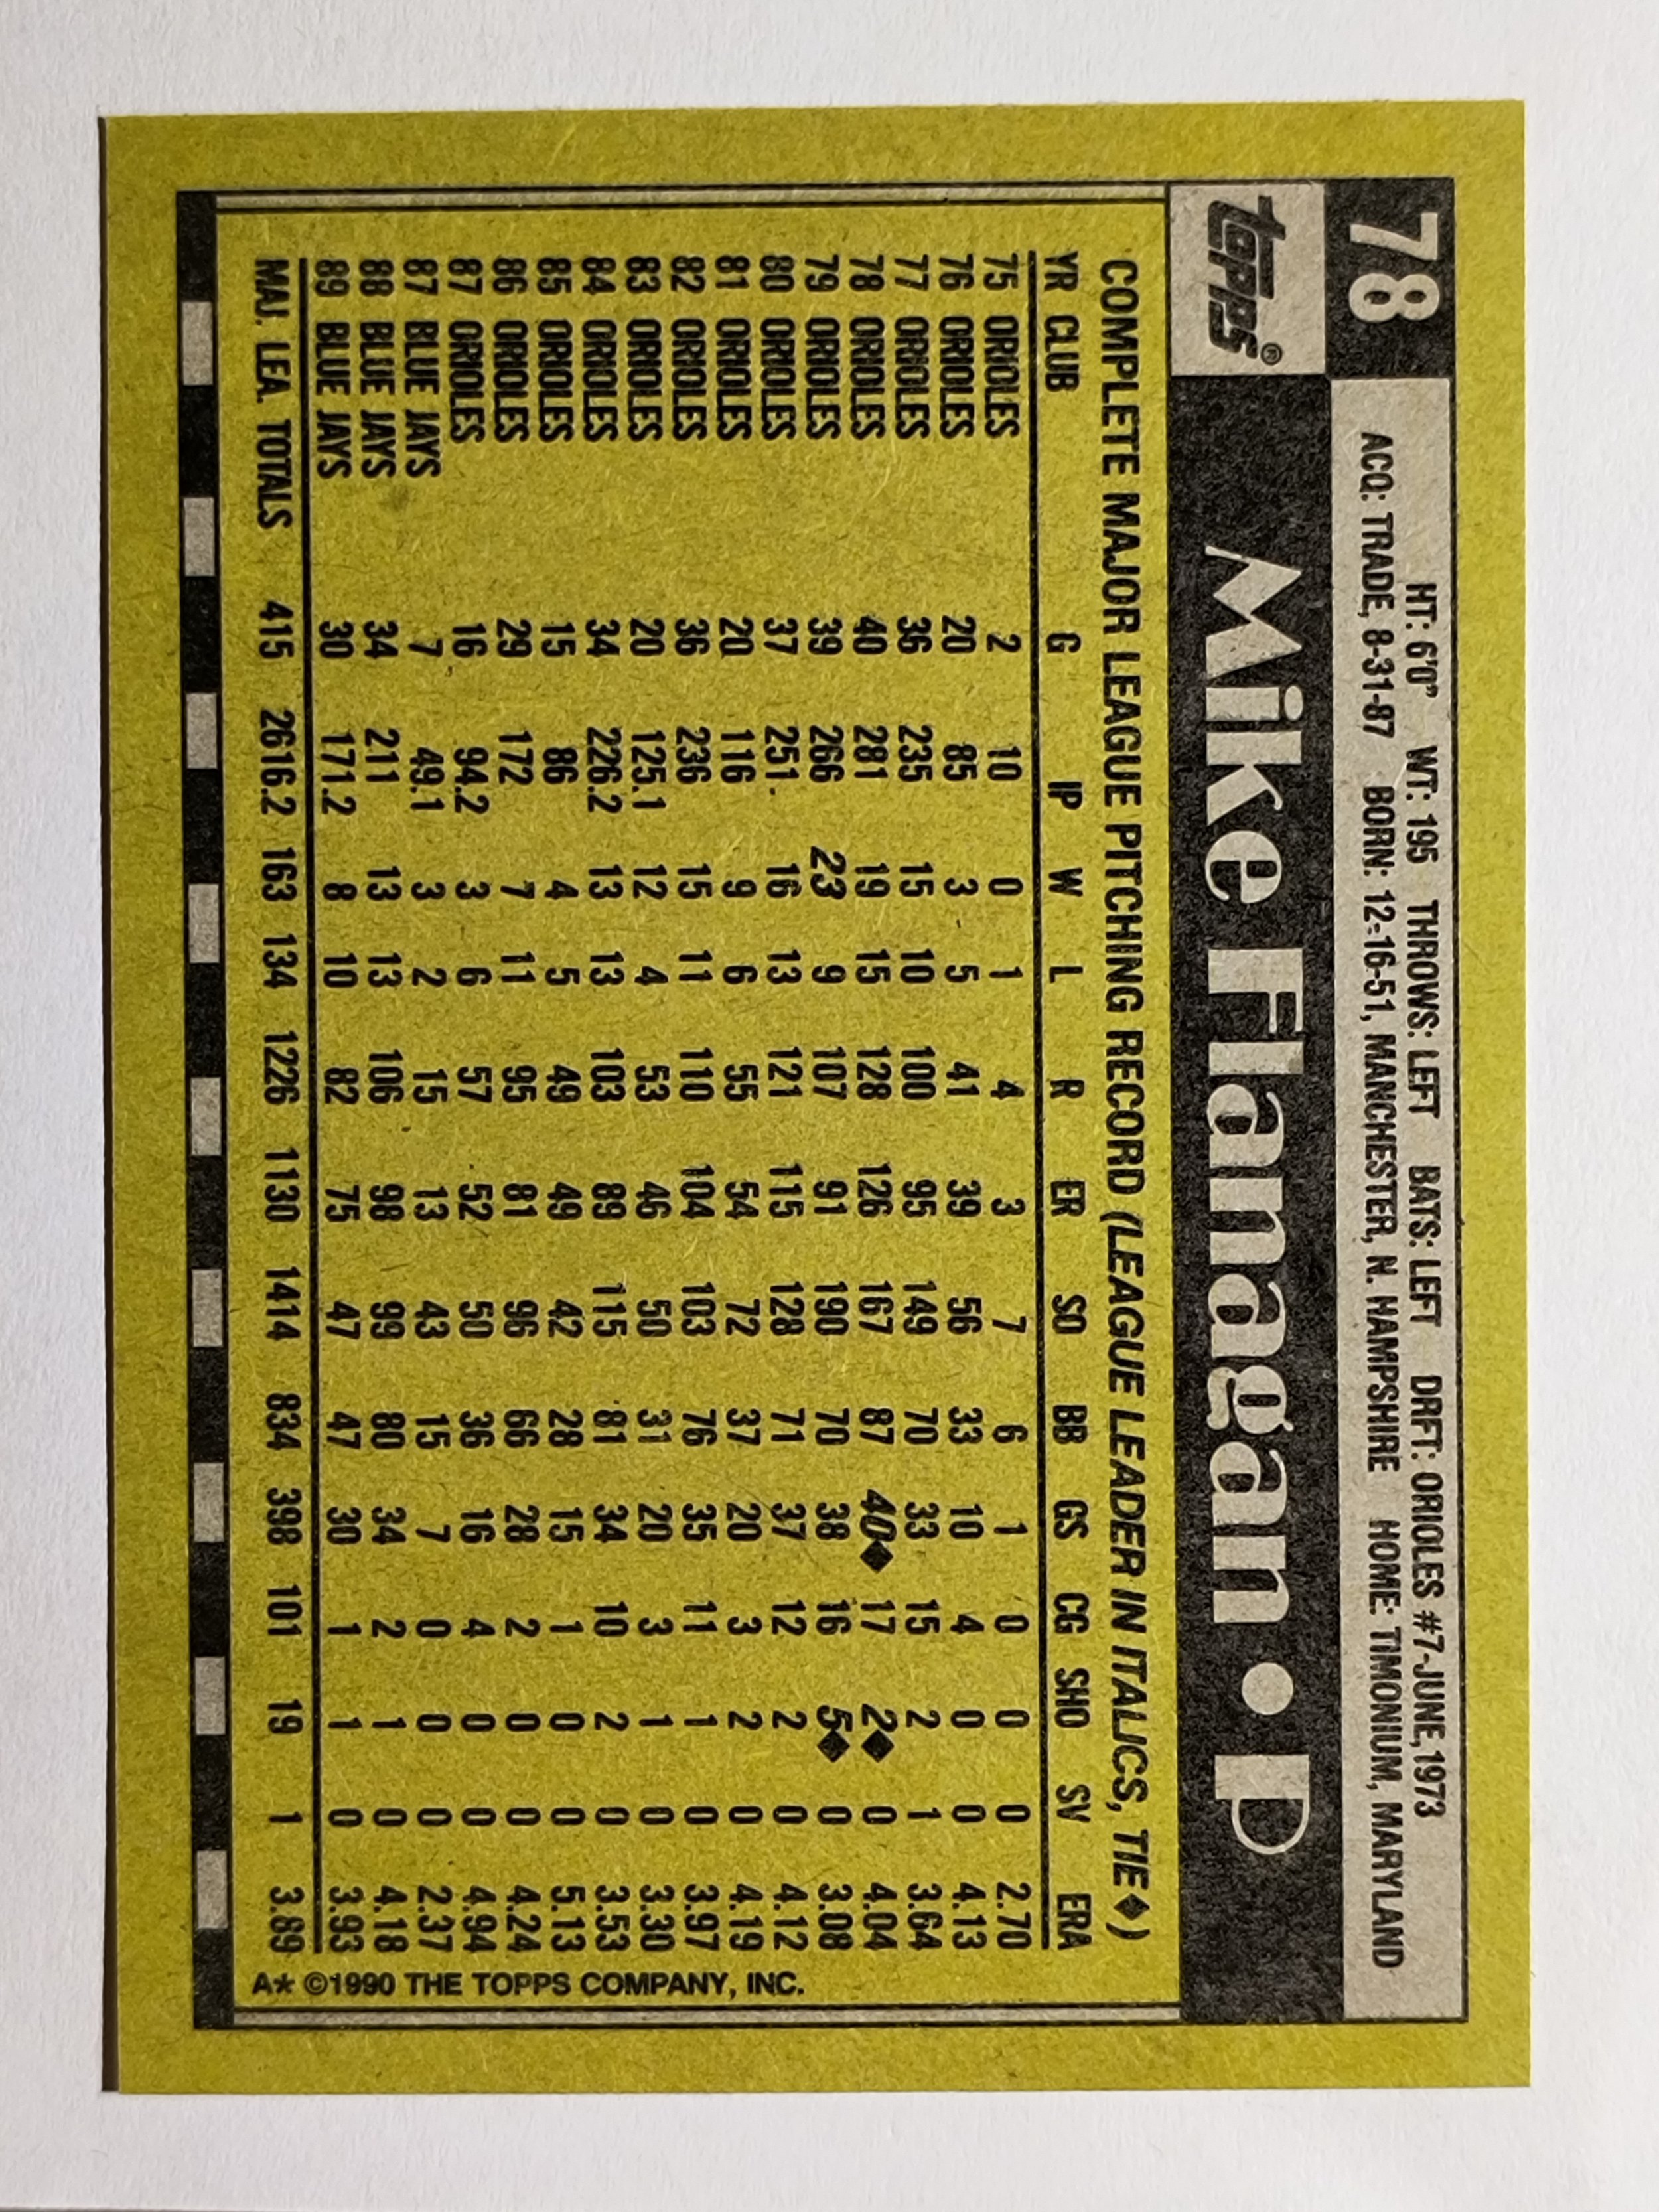 78 HT: 6'0" WT: 195 THROWS: LEFT BATS: LEFT DRFT: ORIOLES #7-JUNE,1973
ACQ: TRADE, 8-31-87 BORN: 12-16-51, MANCHESTER, N. HAMPSHIRE HOME: TIMONIUM, MARYLAND
topps® Mike Flanagan • P
COMPLETE MAJOR LEAGUE PITCHING RECORD (LEAGUE LEADER IN ITALICS, TIE♦)
YR CLUB G IP W L R ER SO BB GS CG SHO SV ERA
75 ORIOLES 2 10 0 1 4 3 7 6 1 0 0 0 2.70
76 ORIOLES 20 85 3 5 41 39 56 33 10 4 0 0 4.13
77 ORIOLES 36 235 15 10 100 95 149 70 33 15 2 1 3.64
78 ORIOLES 40 281 19 15 128 126 167 87 40♦ 17 2♦ 0 4.04
79 ORIOLES 39 266 23 9 107 91 190 70 38 16 5♦ 0 3.08
80 ORIOLES 37 251 16 13 121 115 128 71 37 12 2 0 4.12
81 ORIOLES 20 116 9 6 55 54 72 37 20 3 2 0 4.19
82 ORIOLES 36 236 15 11 110 104 103 76 35 11 1 0 3.97
83 ORIOLES 20 125.1 12 4 53 46 50 31 20 3 1 0 3.30
84 ORIOLES 34 226.2 13 13 103 89 115 81 34 10 2 0 3.53
85 ORIOLES 15 86 4 5 49 49 42 28 15 1 0 0 5.13
86 ORIOLES 29 172 7 11 95 81 96 66 28 2 0 0 4.24
87 ORIOLES 16 94.2 3 6 57 52 50 36 16 4 0 0 4.94
87 BLUE JAYS 7 49.1 3 2 15 13 43 15 7 0 0 0 2.37
88 BLUE JAYS 34 211 13 13 106 98 99 80 34 2 1 0 4.18
89 BLUE JAYS 30 171.2 8 10 82 75 47 47 30 1 1 0 3.93
MAJ. LEA. TOTALS 415 2616.2 163 134 1226 1130 1414 834 398 101 19 1 3.89
A* ©1990 THE TOPPS COMPANY, INC.